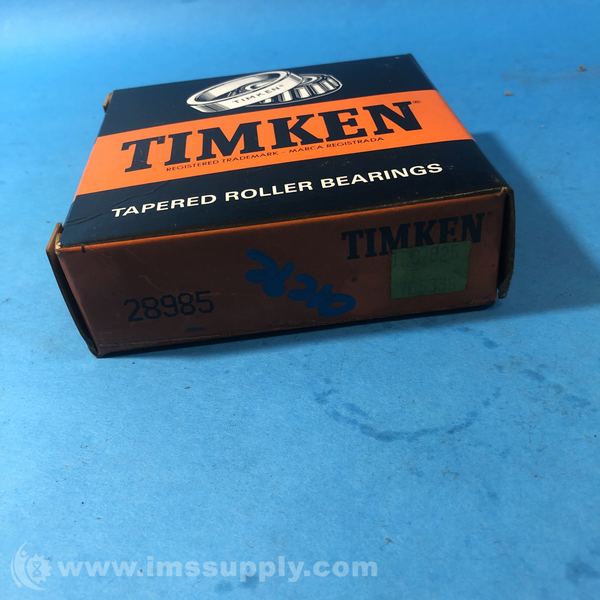 TIMKEN
TIMKEN®
REGISTERED TRADEMARK - MARCA REGISTRADA
TAPERED ROLLER BEARINGS
TIMKEN
28985
www.imssupply.com